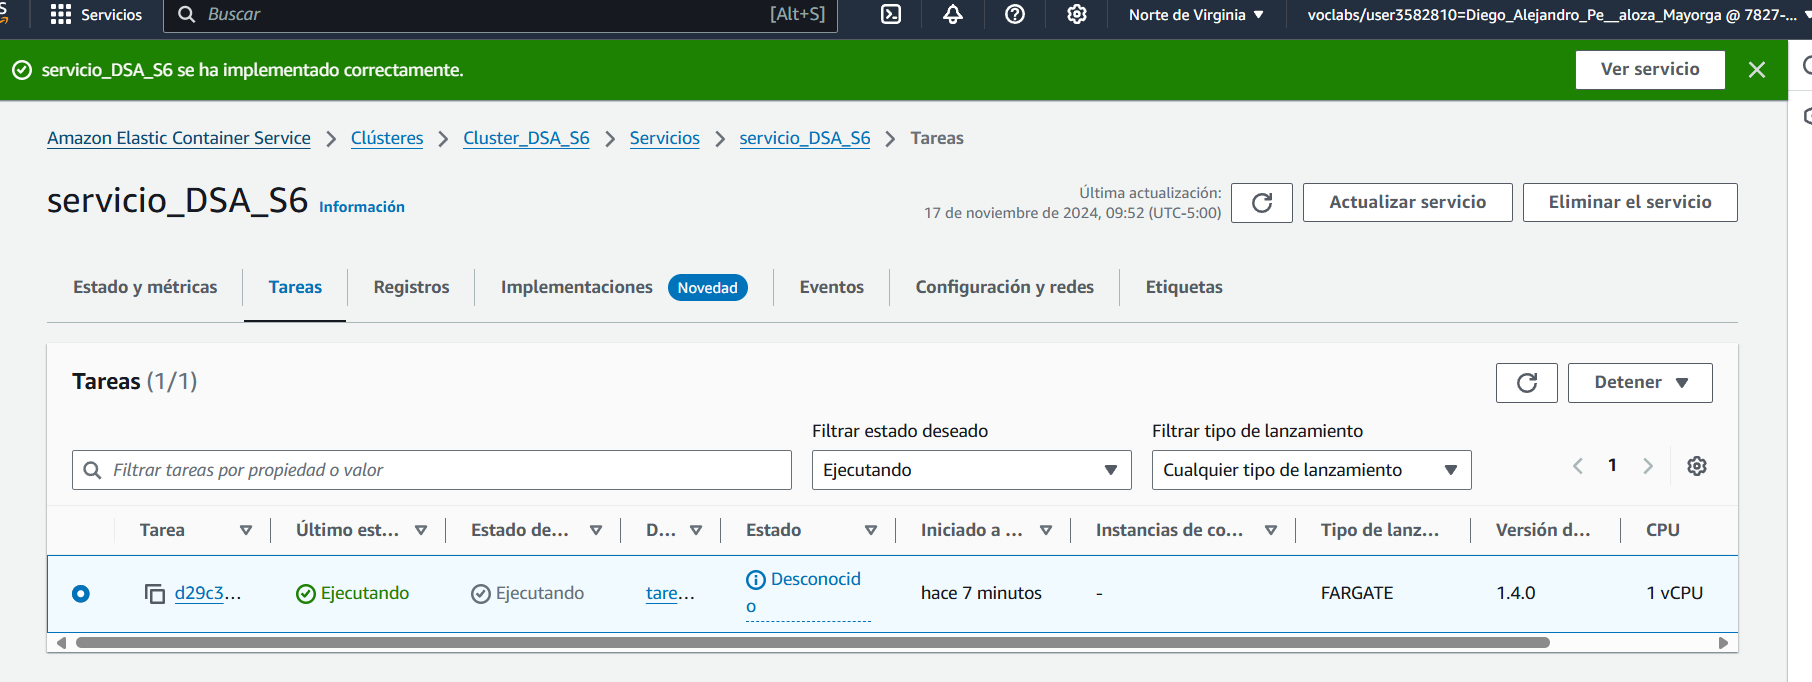 Servicios
Buscar
[Alt+S]
Norte de Virginia
voclabs/user3582810=Diego_Alejandro_Pe__aloza_Mayorga @ 7827-...
servicio_DSA_S6 se ha implementado correctamente.
Ver servicio
Amazon Elastic Container Service
Clústeres
Cluster_DSA_S6
Servicios
servicio_DSA_S6
Tareas
servicio_DSA_S6
Información
Última actualización:
17 de noviembre de 2024, 09:52 (UTC-5:00)
Actualizar servicio
Eliminar el servicio
Estado y métricas
Tareas
Registros
Implementaciones
Novedad
Eventos
Configuración y redes
Etiquetas
Tareas (1/1)
Detener
Filtrar estado deseado
Filtrar tipo de lanzamiento
Filtrar tareas por propiedad o valor
Ejecutando
Cualquier tipo de lanzamiento
1
Tarea
Último est...
Estado de...
D...
Estado
Iniciado a ...
Instancias de co...
Tipo de lanz...
Versión d...
CPU
d29c3...
Ejecutando
Ejecutando
tare...
Desconocid
o
hace 7 minutos
-
FARGATE
1.4.0
1 vCPU